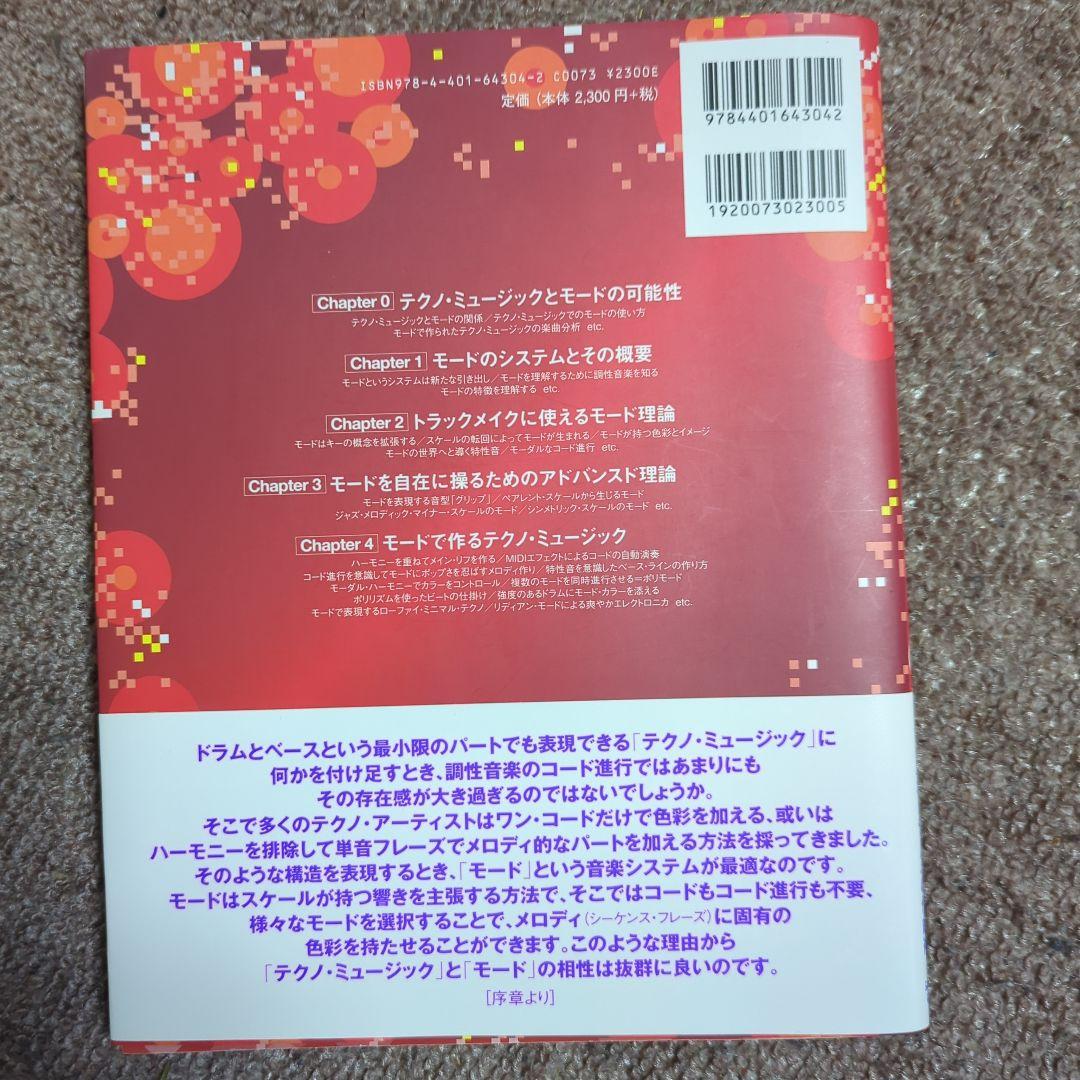 ISBN978-4-401-64304-2 C0073 ¥2300E
定価（本体 2,300円+税）
9784401643042
1920073023005
Chapter 0 テクノ・ミュージックとモードの可能性
テクノ・ミュージックとモードの関係／テクノ・ミュージックでのモードの使い方
モードで作られたテクノ・ミュージックの楽曲分析 etc.
Chapter 1 モードのシステムとその概要
モードというシステムは新たな引き出し／モードを理解するために調性音楽を知る
モードの特徴を理解する etc.
Chapter 2 トラックメイクに使えるモード理論
モードはキーの概念を拡張する／スケールの転回によってモードが生まれる／モードが持つ色彩とイメージ
モードの世界へと導く特性音／モーダルなコード進行 etc.
Chapter 3 モードを自在に操るためのアドバンスド理論
モードを表現する音型「グリップ」／ペアレント・スケールから生じるモード
ジャズ・メロディック・マイナー・スケールのモード／シンメトリック・スケールのモード etc.
Chapter 4 モードで作るテクノ・ミュージック
ハーモニーを重ねてメイン・リフを作る／MIDIエフェクトによるコードの自動演奏
コード進行を意識してモードにポップさを忍ばすメロディ作り／特性音を意識したベース・ラインの作り方
モーダル・ハーモニーでカラーをコントロール／複数のモードを同時進行させる＝ポリモード
ポリリズムを使ったビートの仕掛け／強度のあるドラムにモード・カラーを添える
モードで表現するローファイ・ミニマル・テクノ／リディアン・モードによる爽やかエレクトロニカ etc.
ドラムとベースという最小限のパートでも表現できる「テクノ・ミュージック」に
何かを付け足すとき、調性音楽のコード進行ではあまりにも
その存在感が大き過ぎるのではないでしょうか。
そこで多くのテクノ・アーティストはワン・コードだけで色彩を加える、或いは
ハーモニーを排除して単音フレーズでメロディ的なパートを加える方法を採ってきました。
そのような構造を表現するとき、「モード」という音楽システムが最適なのです。
モードはスケールが持つ響きを主張する方法で、そこではコードもコード進行も不要、
様々なモードを選択することで、メロディ（シーケンス・フレーズ）に固有の
色彩を持たせることができます。このような理由から
「テクノ・ミュージック」と「モード」の相性は抜群に良いのです。
［序章より］